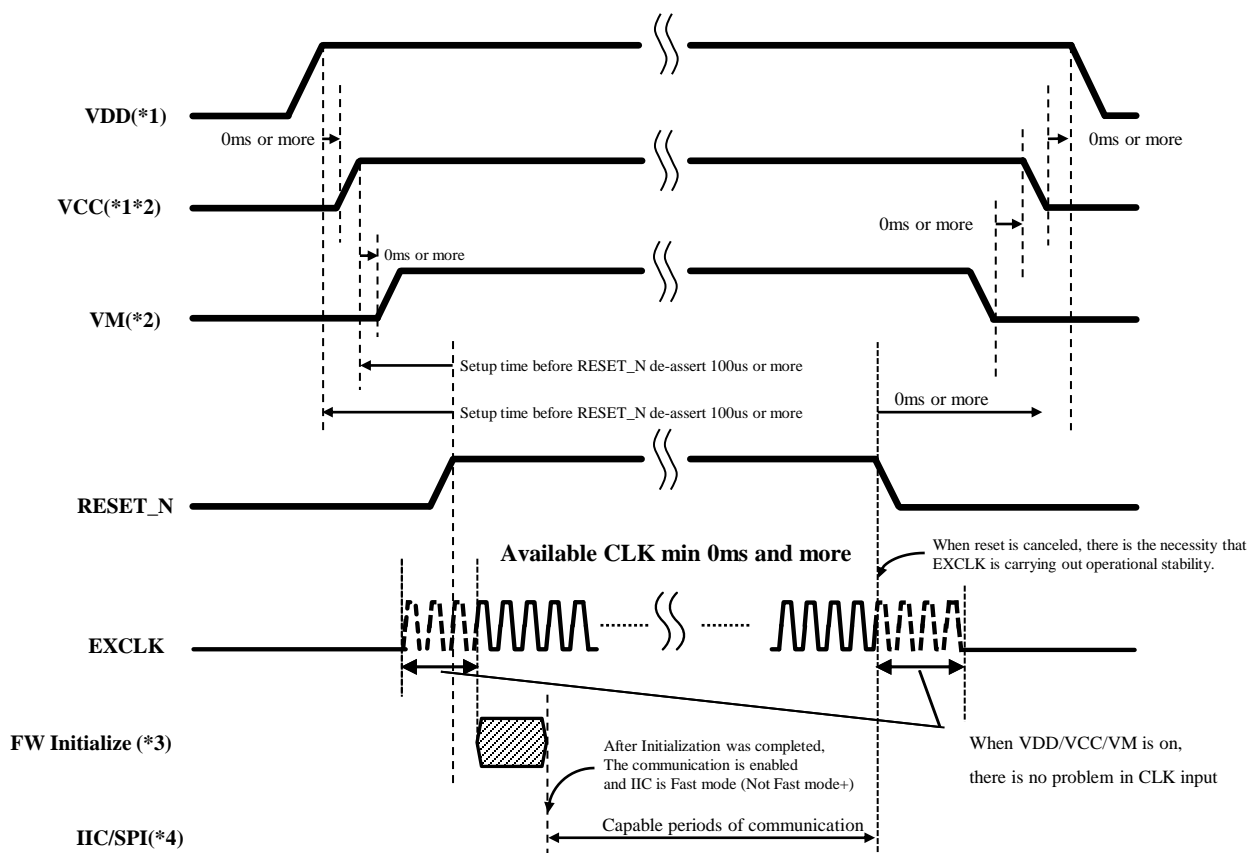 VDD(*1)
0ms or more
0ms or more
VCC(*1*2)
0ms or more
0ms or more
VM(*2)
Setup time before RESET_N de-assert 100us or more
0ms or more
Setup time before RESET_N de-assert 100us or more
RESET_N
Available CLK min 0ms and more
When reset is canceled, there is the necessity that
EXCLK is carrying out operational stability.
EXCLK
FW Initialize (*3)
After Initialization was completed,
The communication is enabled
and IIC is Fast mode (Not Fast mode+)
When VDD/VCC/VM is on,
there is no problem in CLK input
Capable periods of communication
IIC/SPI(*4)